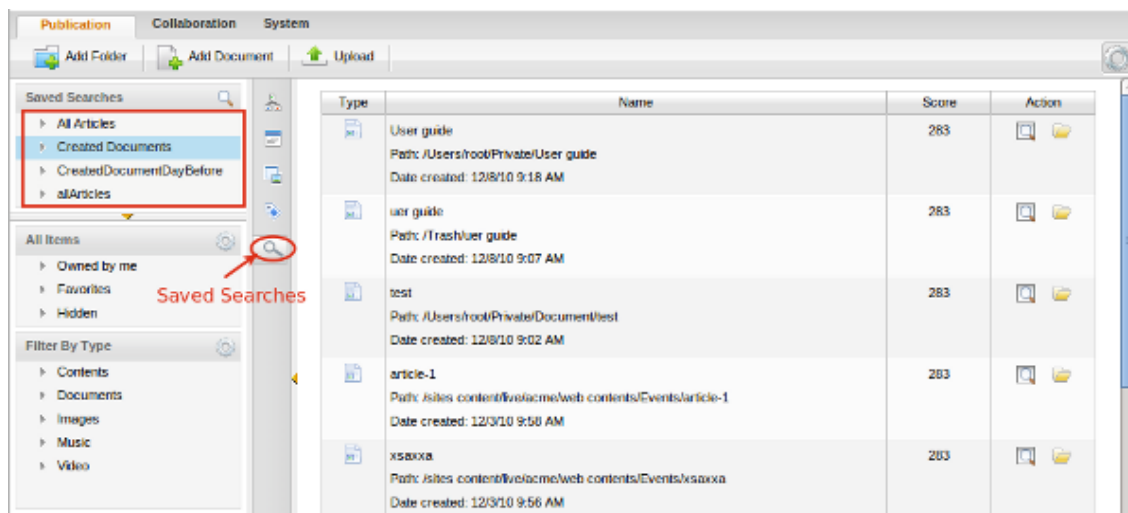 Publication Collaboration System
Add Folder Add Document Upload
Saved Searches
All Articles
Created Documents
CreatedDocumentDayBefore
allArticles
All Items
Owned by me
Favorites
Hidden
Filter By Type
Contents
Documents
Images
Music
Video
Saved Searches
Type Name Score Action
User guide 283
Path: /Users/root/Private/User guide
Date created: 12/8/10 9:18 AM
uer guide 283
Path: /Trash/uer guide
Date created: 12/8/10 9:07 AM
test 283
Path: /Users/root/Private/Document/test
Date created: 12/8/10 9:02 AM
article-1 283
Path: /sites content/live/acme/web contents/Events/article-1
Date created: 12/3/10 9:58 AM
xsaxxa 283
Path: /sites content/live/acme/web contents/Events/xsaxxa
Date created: 12/3/10 9:56 AM